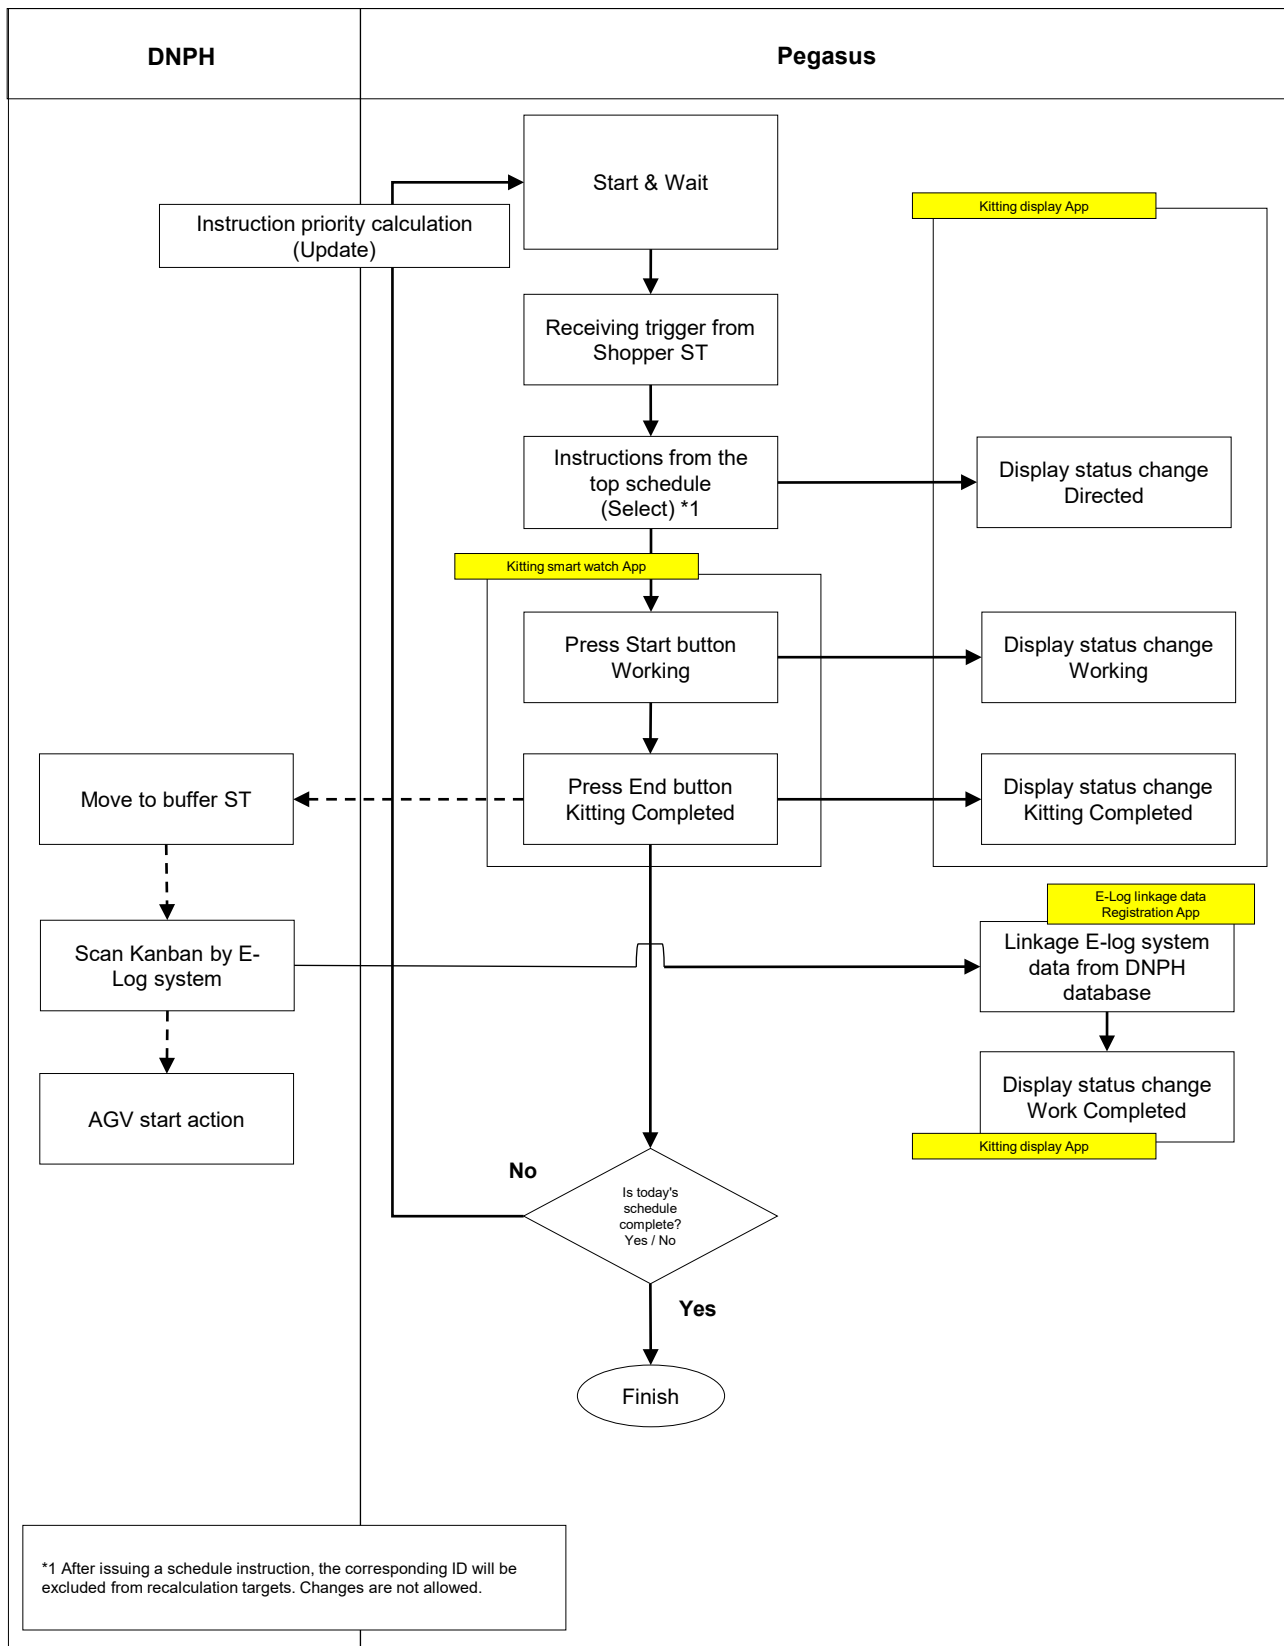 DNPH
Pegasus
Start & Wait
Kitting display App
Instruction priority calculation
(Update)
Receiving trigger from
Shopper ST
Instructions from the
top schedule
(Select) *1
Display status change
Directed
Kitting smart watch App
Press Start button
Working
Display status change
Working
Move to buffer ST
Press End button
Kitting Completed
Display status change
Kitting Completed
E-Log linkage data
Registration App
Scan Kanban by E-
Log system
Linkage E-log system
data from DNPH
database
AGV start action
Display status change
Work Completed
Kitting display App
No
Is today's
schedule
complete?
Yes / No
Yes
Finish
*1 After issuing a schedule instruction, the corresponding ID will be
excluded from recalculation targets. Changes are not allowed.